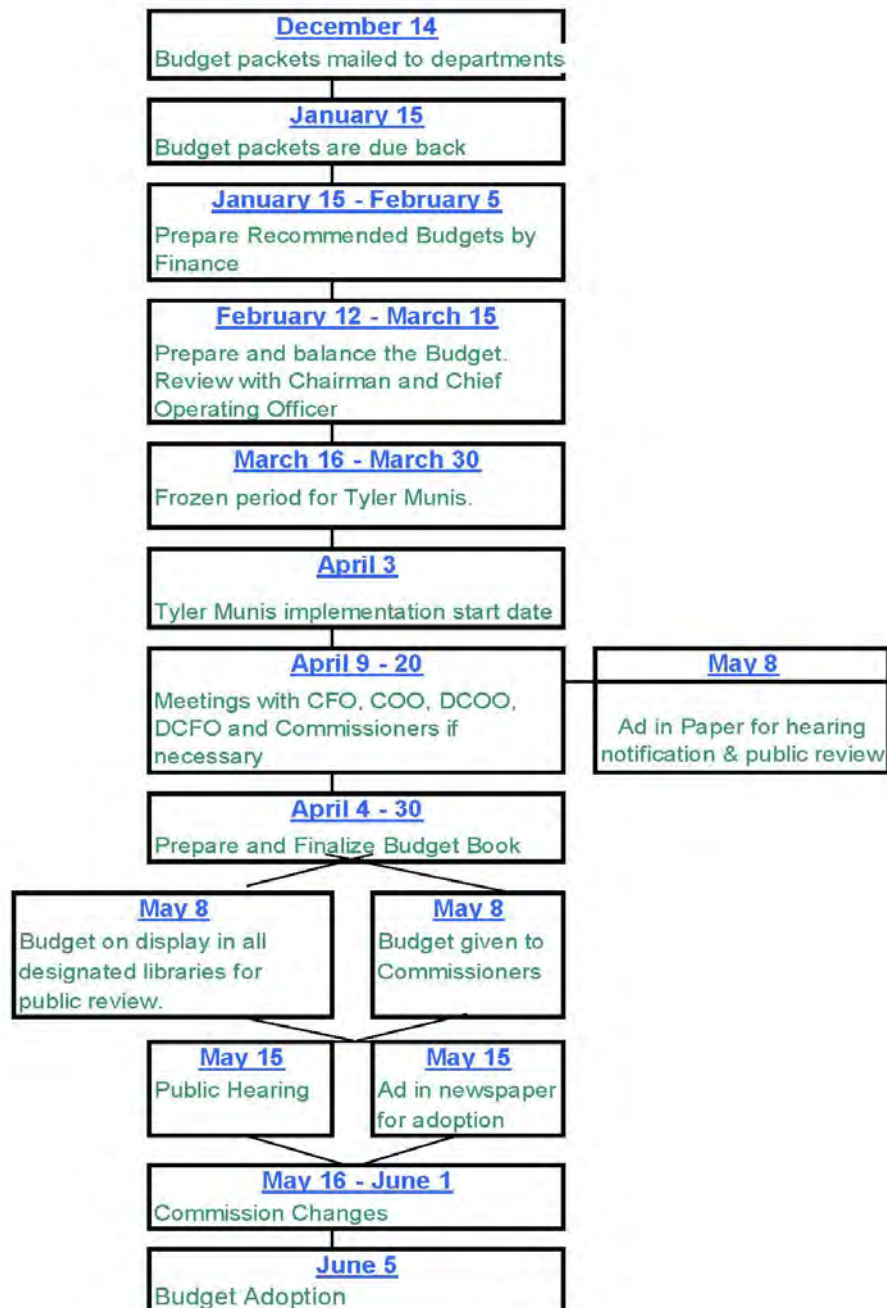 December 14
Budget packets mailed to departments
January 15
Budget packets are due back
January 15 - February 5
Prepare Recommended Budgets by
Finance
February 12 - March 15
Prepare and balance the Budget.
Review with Chairman and Chief
Operating Officer
March 16 - March 30
Frozen period for Tyler Munis.
April 3
Tyler Munis implementation start date
April 9 - 20
Meetings with CFO, COO, DCOO,
DCFO and Commissioners if
necessary
May 8
Ad in Paper for hearing
notification & public review
April 4 - 30
Prepare and Finalize Budget Book
May 8
Budget on display in all
designated libraries for
public review.
May 8
Budget given to
Commissioners
May 15
Public Hearing
May 15
Ad in newspaper
for adoption
May 16 - June 1
Commission Changes
June 5
Budget Adoption